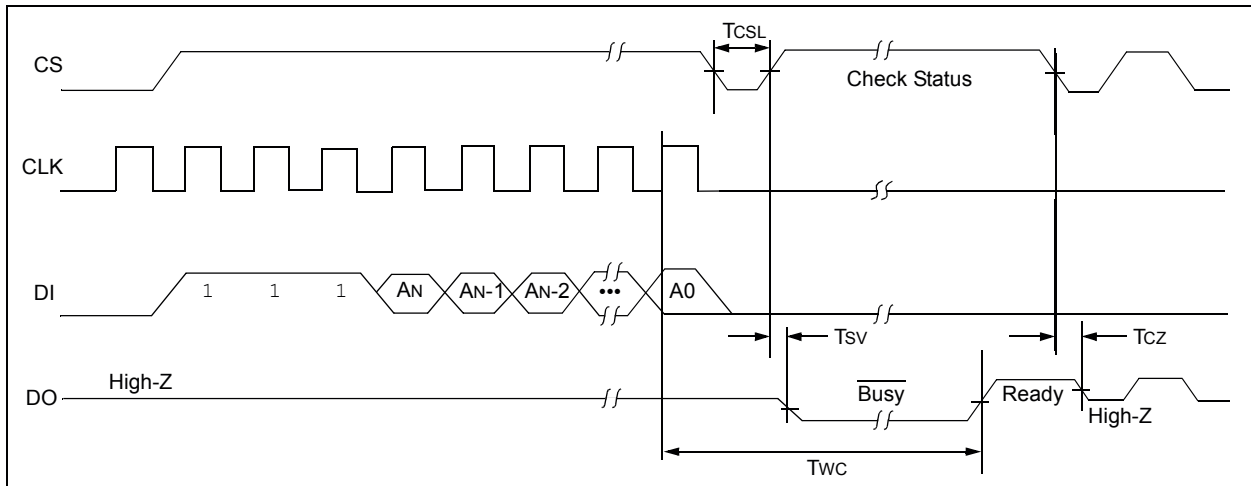 TCSL
CS
Check Status
CLK
DI
1 1 1 AN AN-1 AN-2 ••• A0
TSV
TCZ
High-Z
DO
Busy
Ready
High-Z
TWC